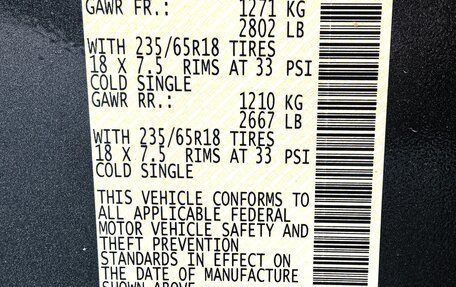 GAWR FR.: 1271 KG
2802 LB
WITH 235/65R18 TIRES
18 X 7.5 RIMS AT 33 PSI
COLD SINGLE
GAWR RR.: 1210 KG
2667 LB
WITH 235/65R18 TIRES
18 X 7.5 RIMS AT 33 PSI
COLD SINGLE
THIS VEHICLE CONFORMS TO
ALL APPLICABLE FEDERAL
MOTOR VEHICLE SAFETY AND
THEFT PREVENTION
STANDARDS IN EFFECT ON
THE DATE OF MANUFACTURE
SHOWN ABOVE